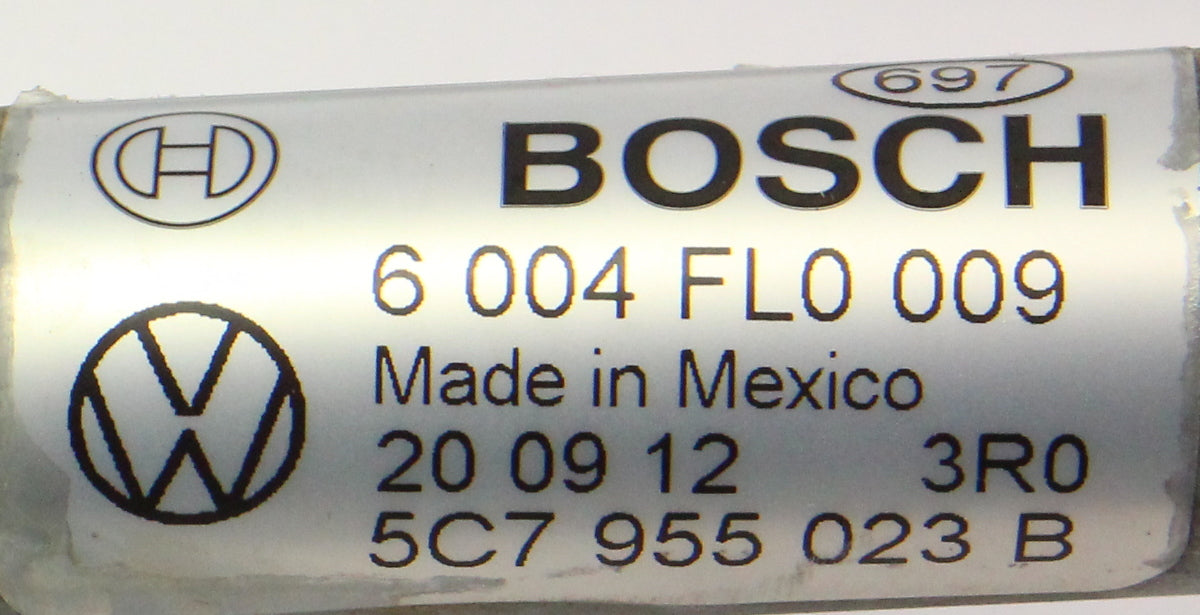 697
BOSCH
6 004 FL0 009
Made in Mexico
20 09 12 3R0
5C7 955 023 B